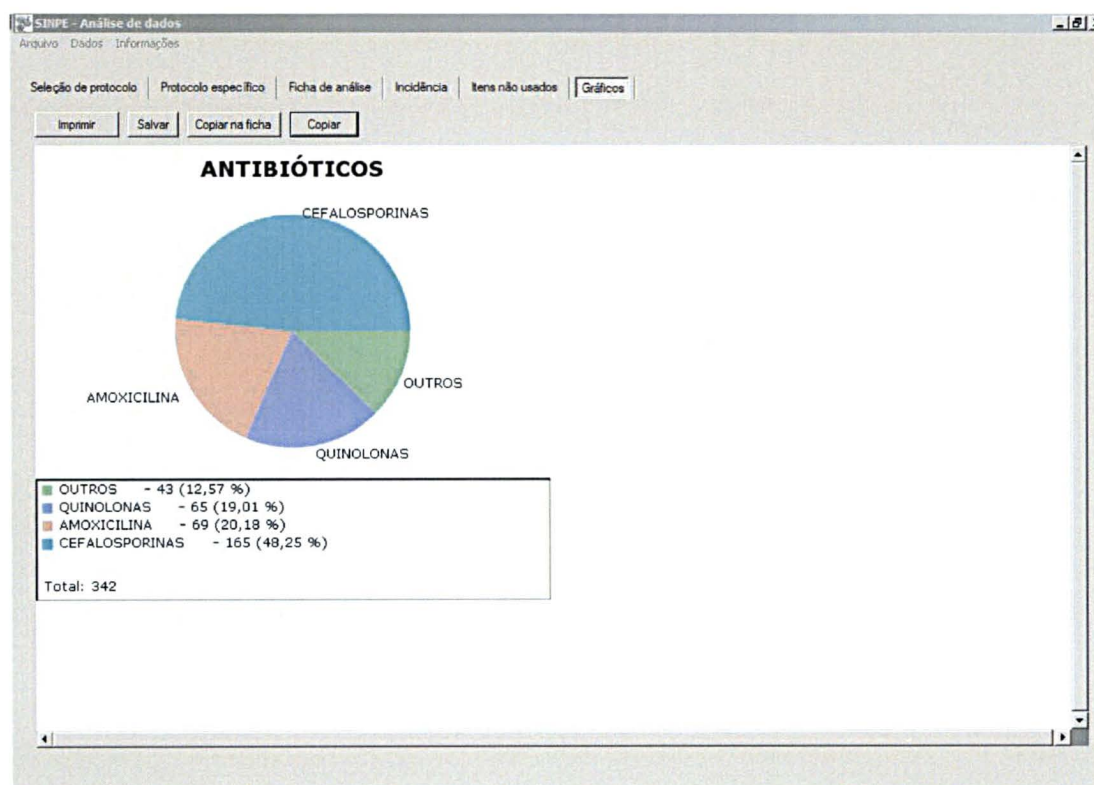 SINPE - Análise de dados
Arquivo Dados Informações
Seleção de protocolo Protocolo específico Ficha de análise Incidência Itens não usados Gráficos
Imprimir Salvar Copiar na ficha Copiar
ANTIBIÓTICOS
CEFALOSPORINAS
OUTROS
AMOXICILINA
QUINOLONAS
OUTROS - 43 (12,57 %)
QUINOLONAS - 65 (19,01 %)
AMOXICILINA - 69 (20,18 %)
CEFALOSPORINAS - 165 (48,25 %)
Total: 342